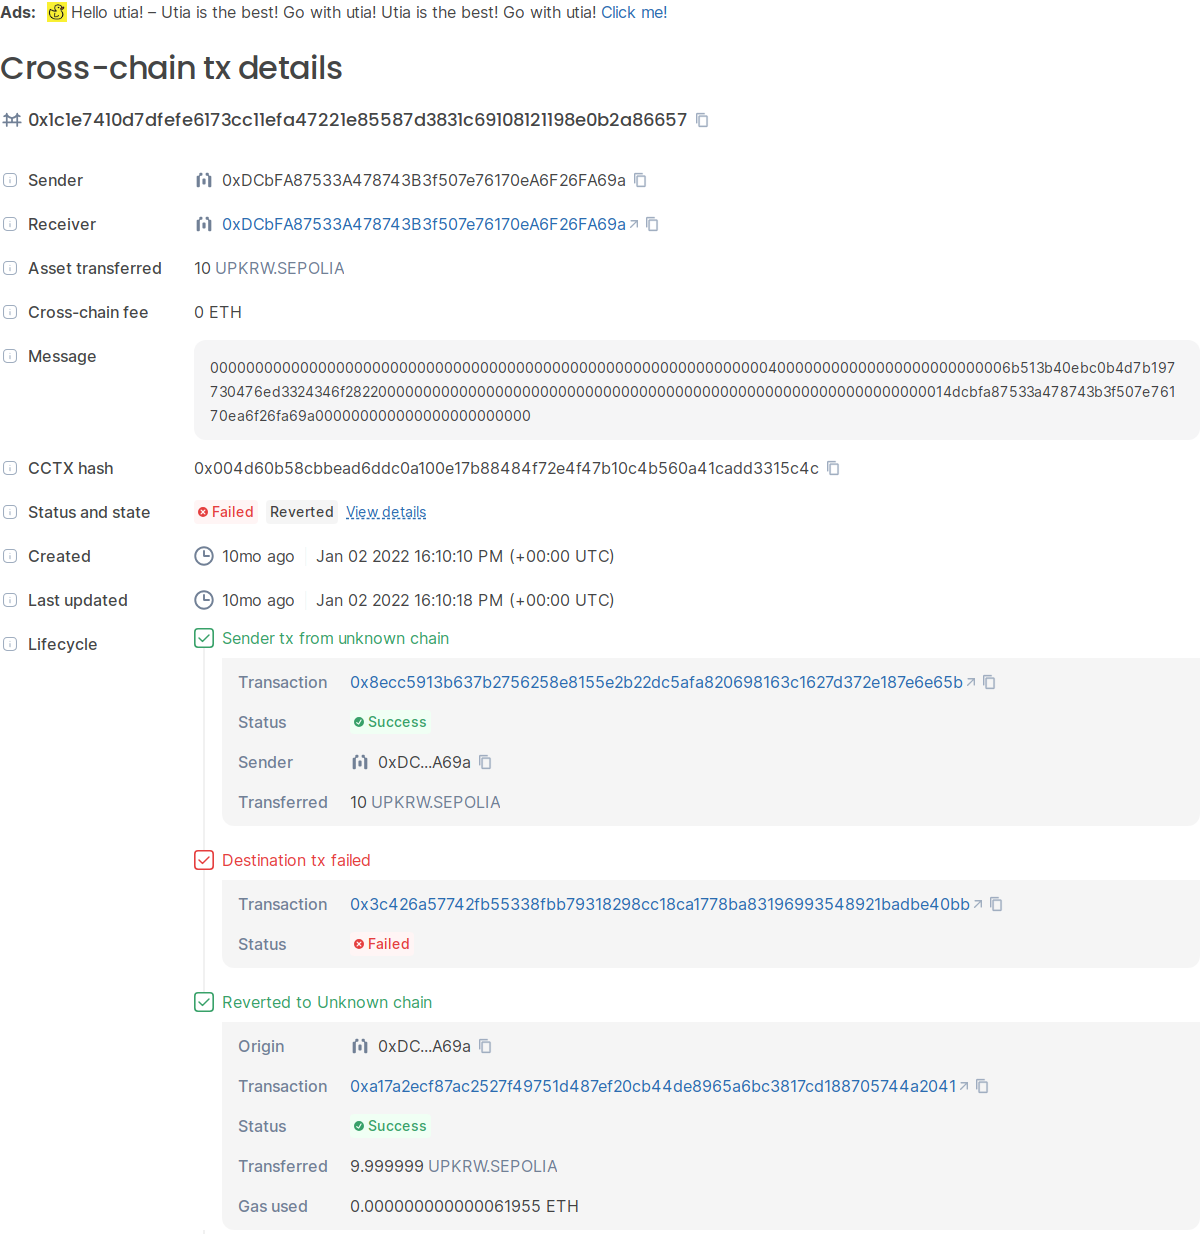 Ads: Hello utia! – Utia is the best! Go with utia! Utia is the best! Go with utia! Click me!
Cross-chain tx details
0x1c1e7410d7dfefe6173cc11efa47221e85587d3831c69108121198e0b2a86657
Sender 0xDCbFA87533A478743B3f507e76170eA6F26FA69a
Receiver 0xDCbFA87533A478743B3f507e76170eA6F26FA69a
Asset transferred 10 UPKRW.SEPOLIA
Cross-chain fee 0 ETH
Message 000000000000000000000000000000000000000000000000000000000000004000000000000000000000000006b513b40ebc0b4d7b197
730476ed3324346f282200000000000000000000000000000000000000000000000000000000000000014dcbfa87533a478743b3f507e761
70ea6f26fa69a000000000000000000000000
CCTX hash 0x004d60b58cbbead6ddc0a100e17b88484f72e4f47b10c4b560a41cadd3315c4c
Status and state Failed Reverted View details
Created 10mo ago Jan 02 2022 16:10:10 PM (+00:00 UTC)
Last updated 10mo ago Jan 02 2022 16:10:18 PM (+00:00 UTC)
Lifecycle Sender tx from unknown chain
Transaction 0x8ecc5913b637b2756258e8155e2b22dc5afa820698163c1627d372e187e6e65b
Status Success
Sender 0xDC...A69a
Transferred 10 UPKRW.SEPOLIA
Destination tx failed
Transaction 0x3c426a57742fb55338fbb79318298cc18ca1778ba83196993548921badbe40bb
Status Failed
Reverted to Unknown chain
Origin 0xDC...A69a
Transaction 0xa17a2ecf87ac2527f49751d487ef20cb44de8965a6bc3817cd188705744a2041
Status Success
Transferred 9.999999 UPKRW.SEPOLIA
Gas used 0.000000000000061955 ETH